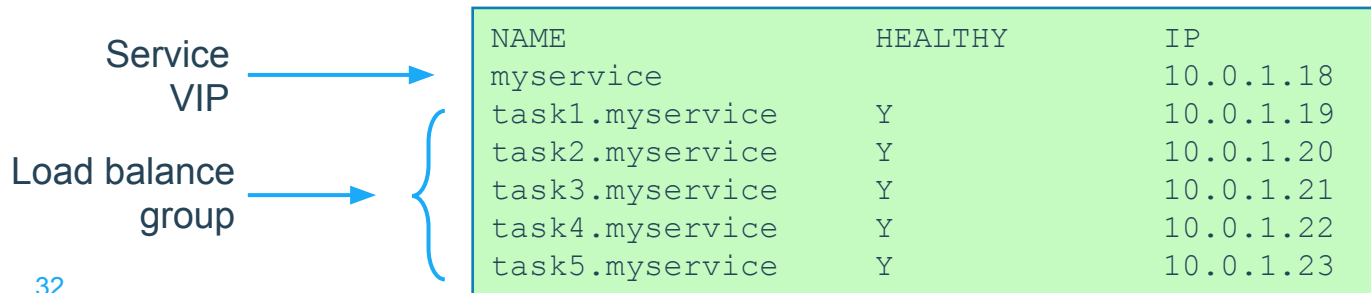 Service
VIP
Load balance
group
NAME HEALTHY IP
myservice 10.0.1.18
task1.myservice Y 10.0.1.19
task2.myservice Y 10.0.1.20
task3.myservice Y 10.0.1.21
task4.myservice Y 10.0.1.22
task5.myservice Y 10.0.1.23
32